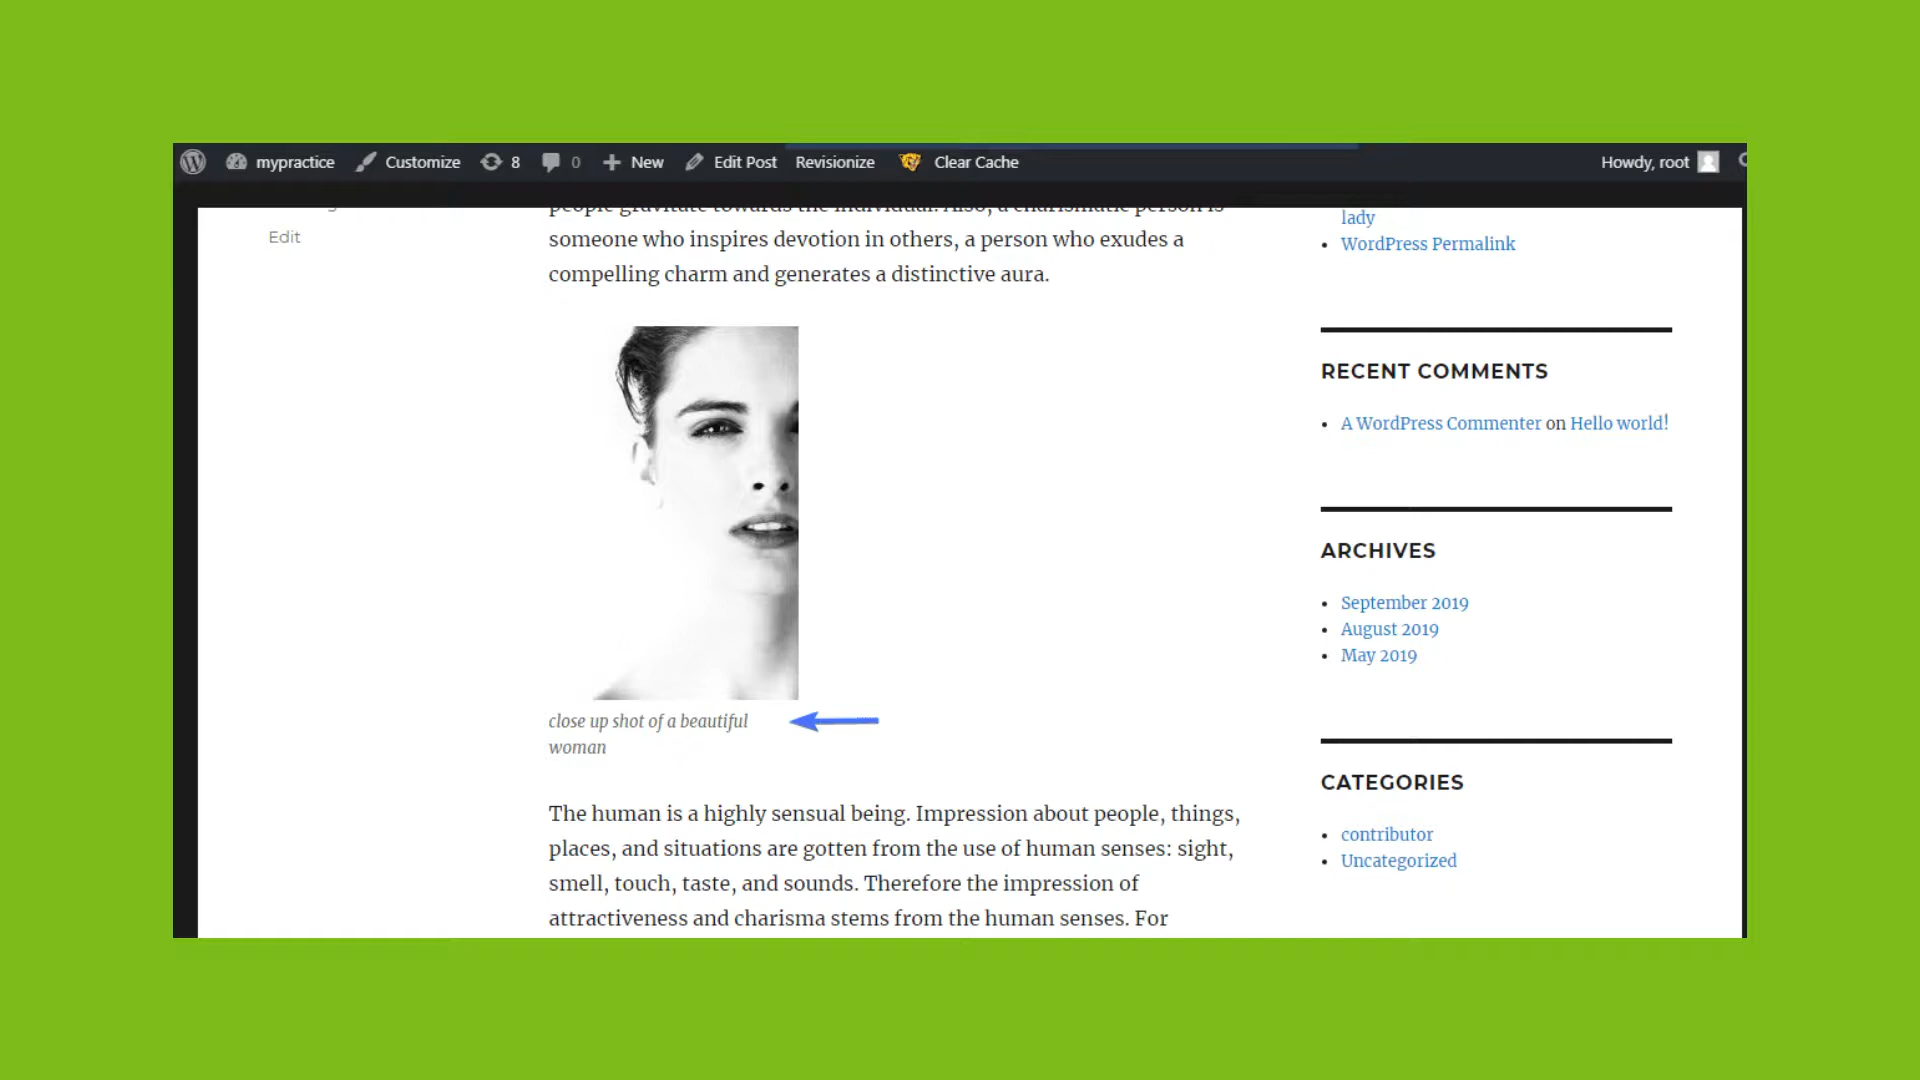 mypractice Customize 8 0 New Edit Post Revisionize Clear Cache Howdy, root
Edit
people gravitate towards the individual. Also, a charismatic person is
someone who inspires devotion in others, a person who exudes a
compelling charm and generates a distinctive aura.
close up shot of a beautiful
woman
The human is a highly sensual being. Impression about people, things,
places, and situations are gotten from the use of human senses: sight,
smell, touch, taste, and sounds. Therefore the impression of
attractiveness and charisma stems from the human senses. For
lady
WordPress Permalink
RECENT COMMENTS
A WordPress Commenter on Hello world!
ARCHIVES
September 2019
August 2019
May 2019
CATEGORIES
contributor
Uncategorized